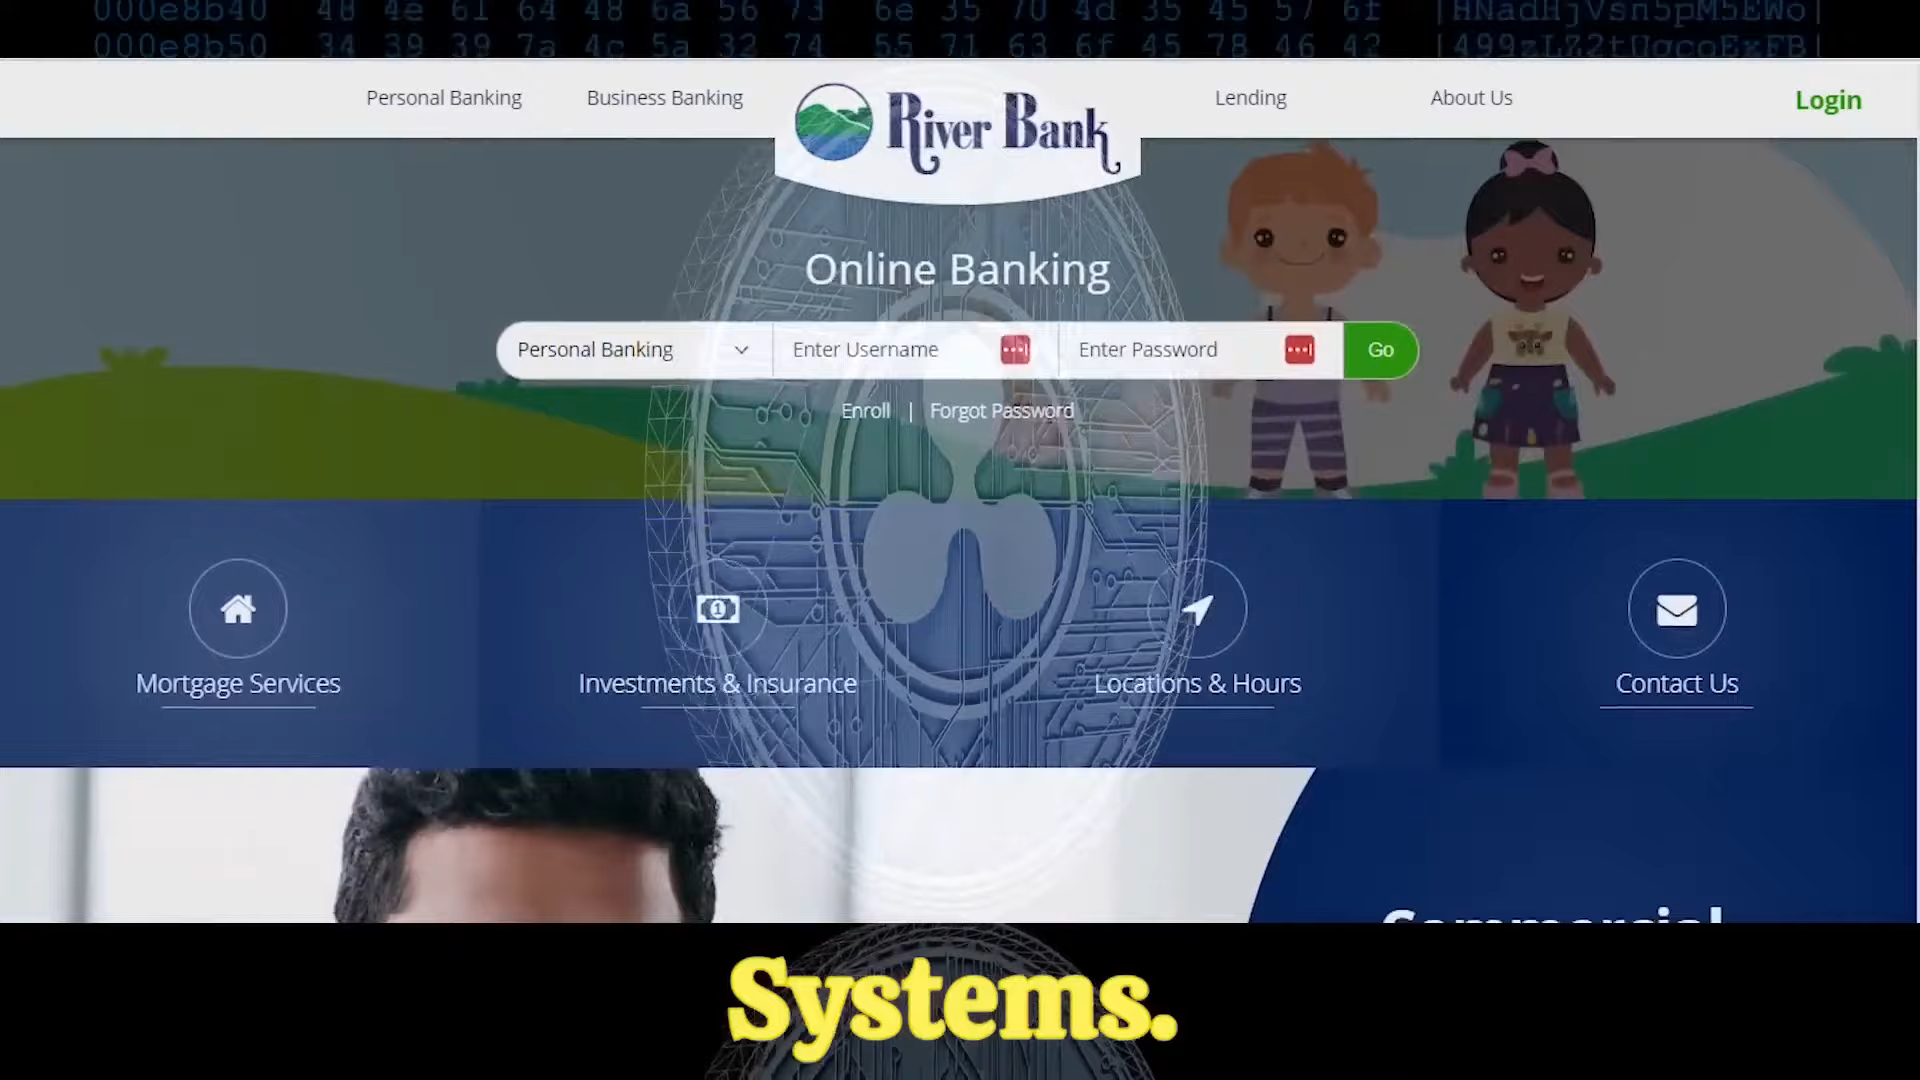 000e8b40 48 4e 61 64 48 6a 56 73 6e 35 70 4d 35 45 57 6f |HNadHjVsn5pM5EWo|
000e8b50 34 39 39 7a 4c 5a 32 74 55 71 63 6f 45 78 46 42 |499zLZ2tUqcoExFB|
Personal Banking Business Banking River Bank Lending About Us Login
Online Banking
Personal Banking Enter Username Enter Password Go
Enroll | Forgot Password
Mortgage Services Investments & Insurance Locations & Hours Contact Us
Commercial
Systems.